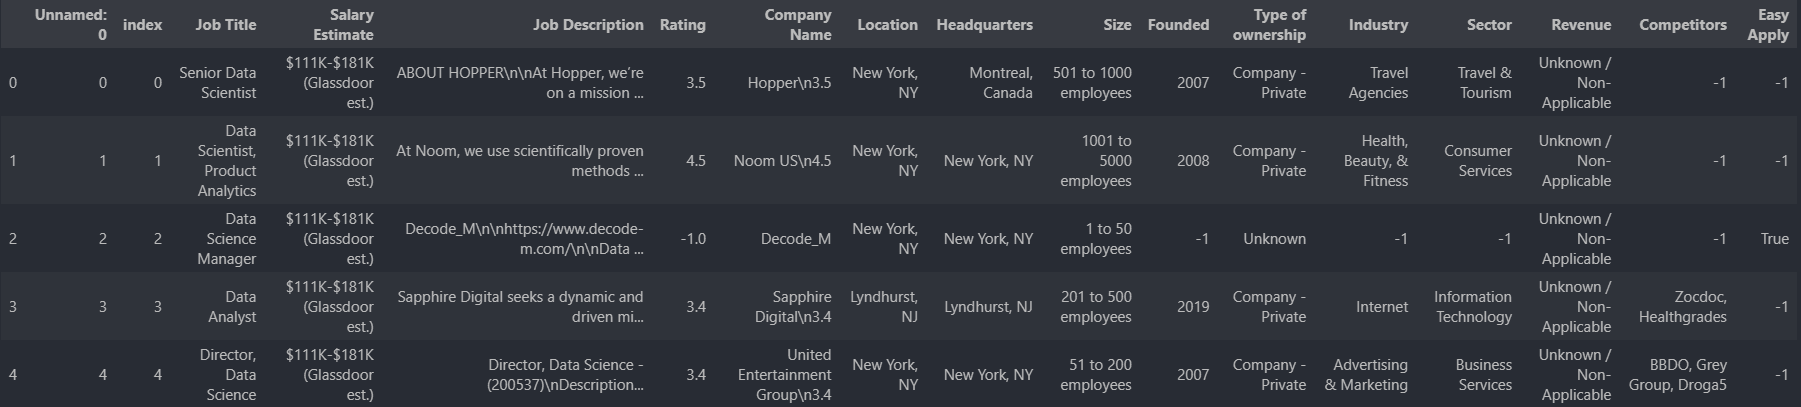 Unnamed: 0 index Job Title Salary Estimate Job Description Rating Company Name Location Headquarters Size Founded Type of ownership Industry Sector Revenue Competitors Easy Apply
0 0 0 Senior Data Scientist $111K-$181K (Glassdoor est.) ABOUT HOPPER\n\nAt Hopper, we’re on a mission ... 3.5 Hopper\n3.5 New York, NY Montreal, Canada 501 to 1000 employees 2007 Company - Private Travel Agencies Travel & Tourism Unknown / Non-Applicable -1 -1
1 1 1 Data Scientist, Product Analytics $111K-$181K (Glassdoor est.) At Noom, we use scientifically proven methods ... 4.5 Noom US\n4.5 New York, NY New York, NY 1001 to 5000 employees 2008 Company - Private Health, Beauty, & Fitness Consumer Services Unknown / Non-Applicable -1 -1
2 2 2 Data Science Manager $111K-$181K (Glassdoor est.) Decode_M\n\nhttps://www.decode-m.com/\n\nData ... -1.0 Decode_M New York, NY New York, NY 1 to 50 employees -1 Unknown -1 -1 Unknown / Non-Applicable -1 True
3 3 3 Data Analyst $111K-$181K (Glassdoor est.) Sapphire Digital seeks a dynamic and driven mi... 3.4 Sapphire Digital\n3.4 Lyndhurst, NJ Lyndhurst, NJ 201 to 500 employees 2019 Company - Private Internet Information Technology Unknown / Non-Applicable Zocdoc, Healthgrades -1
4 4 4 Director, Data Science $111K-$181K (Glassdoor est.) Director, Data Science - (200537)\nDescription... 3.4 United Entertainment Group\n3.4 New York, NY New York, NY 51 to 200 employees 2007 Company - Private Advertising & Marketing Business Services Unknown / Non-Applicable BBDO, Grey Group, Droga5 -1